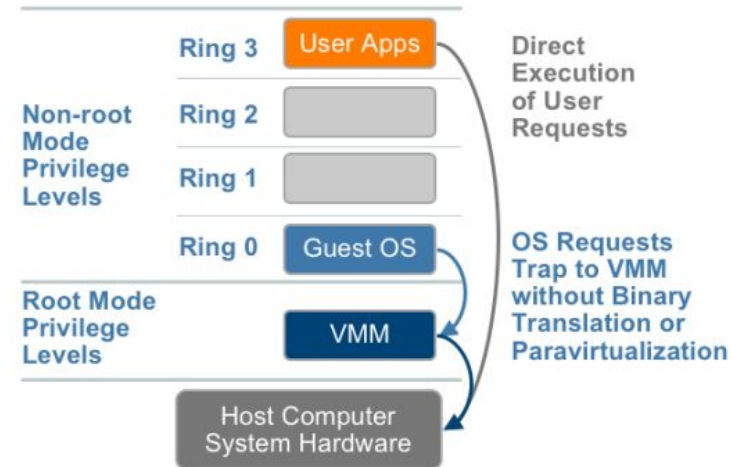 Ring 3
User Apps
Direct
Execution
of User
Requests
Non-root
Mode
Privilege
Levels
Ring 2
Ring 1
Ring 0
Guest OS
OS Requests
Trap to VMM
without Binary
Translation or
Paravirtualization
Root Mode
Privilege
Levels
VMM
Host Computer
System Hardware